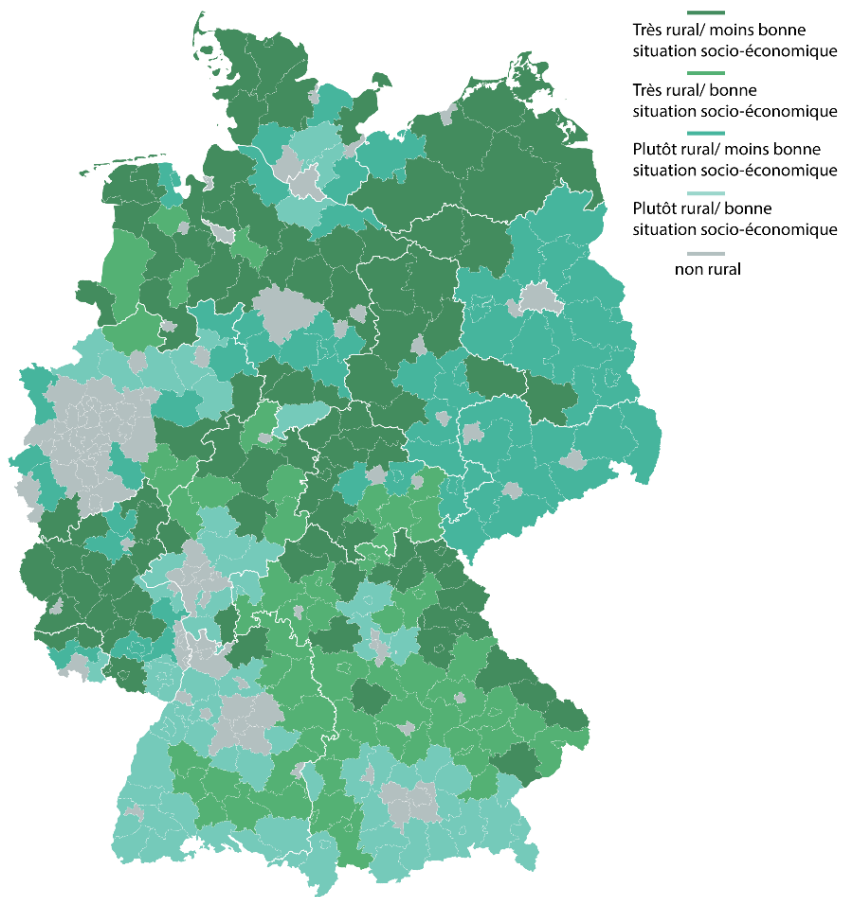 Très rural/ moins bonne
situation socio-économique
Très rural/ bonne
situation socio-économique
Plutôt rural/ moins bonne
situation socio-économique
Plutôt rural/ bonne
situation socio-économique
non rural